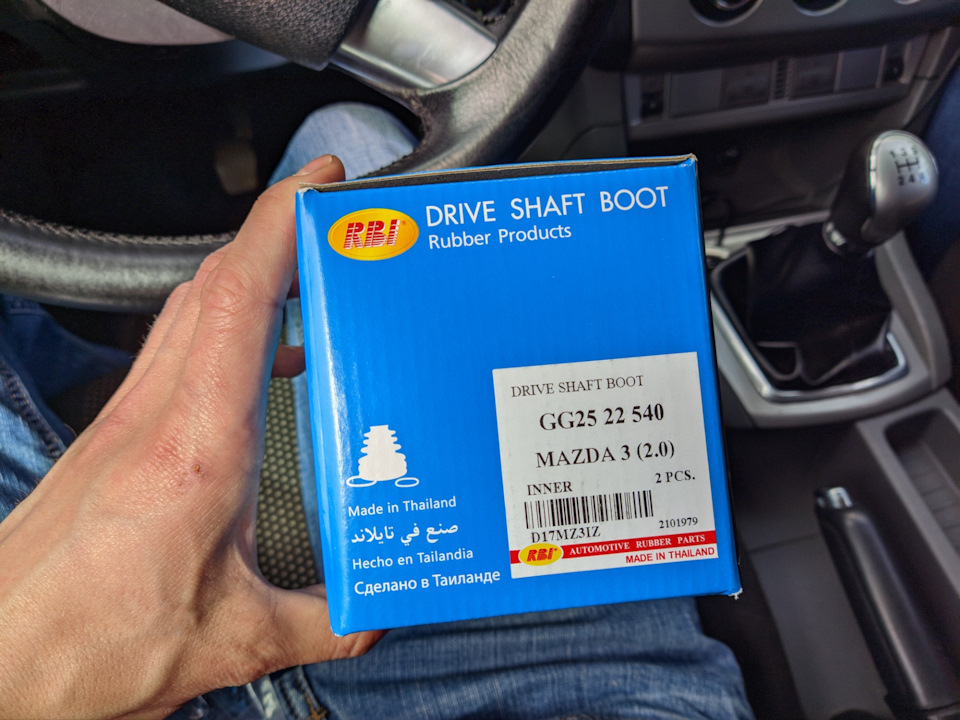 RBI
DRIVE SHAFT BOOT
Rubber Products
DRIVE SHAFT BOOT
GG25 22 540
MAZDA 3 (2.0)
INNER 2 PCS.
D17MZ3IZ 2101979
RBI AUTOMOTIVE RUBBER PARTS
MADE IN THAILAND
Made in Thailand
صنع في تايلاند
Hecho en Tailandia
Сделано в Таиланде